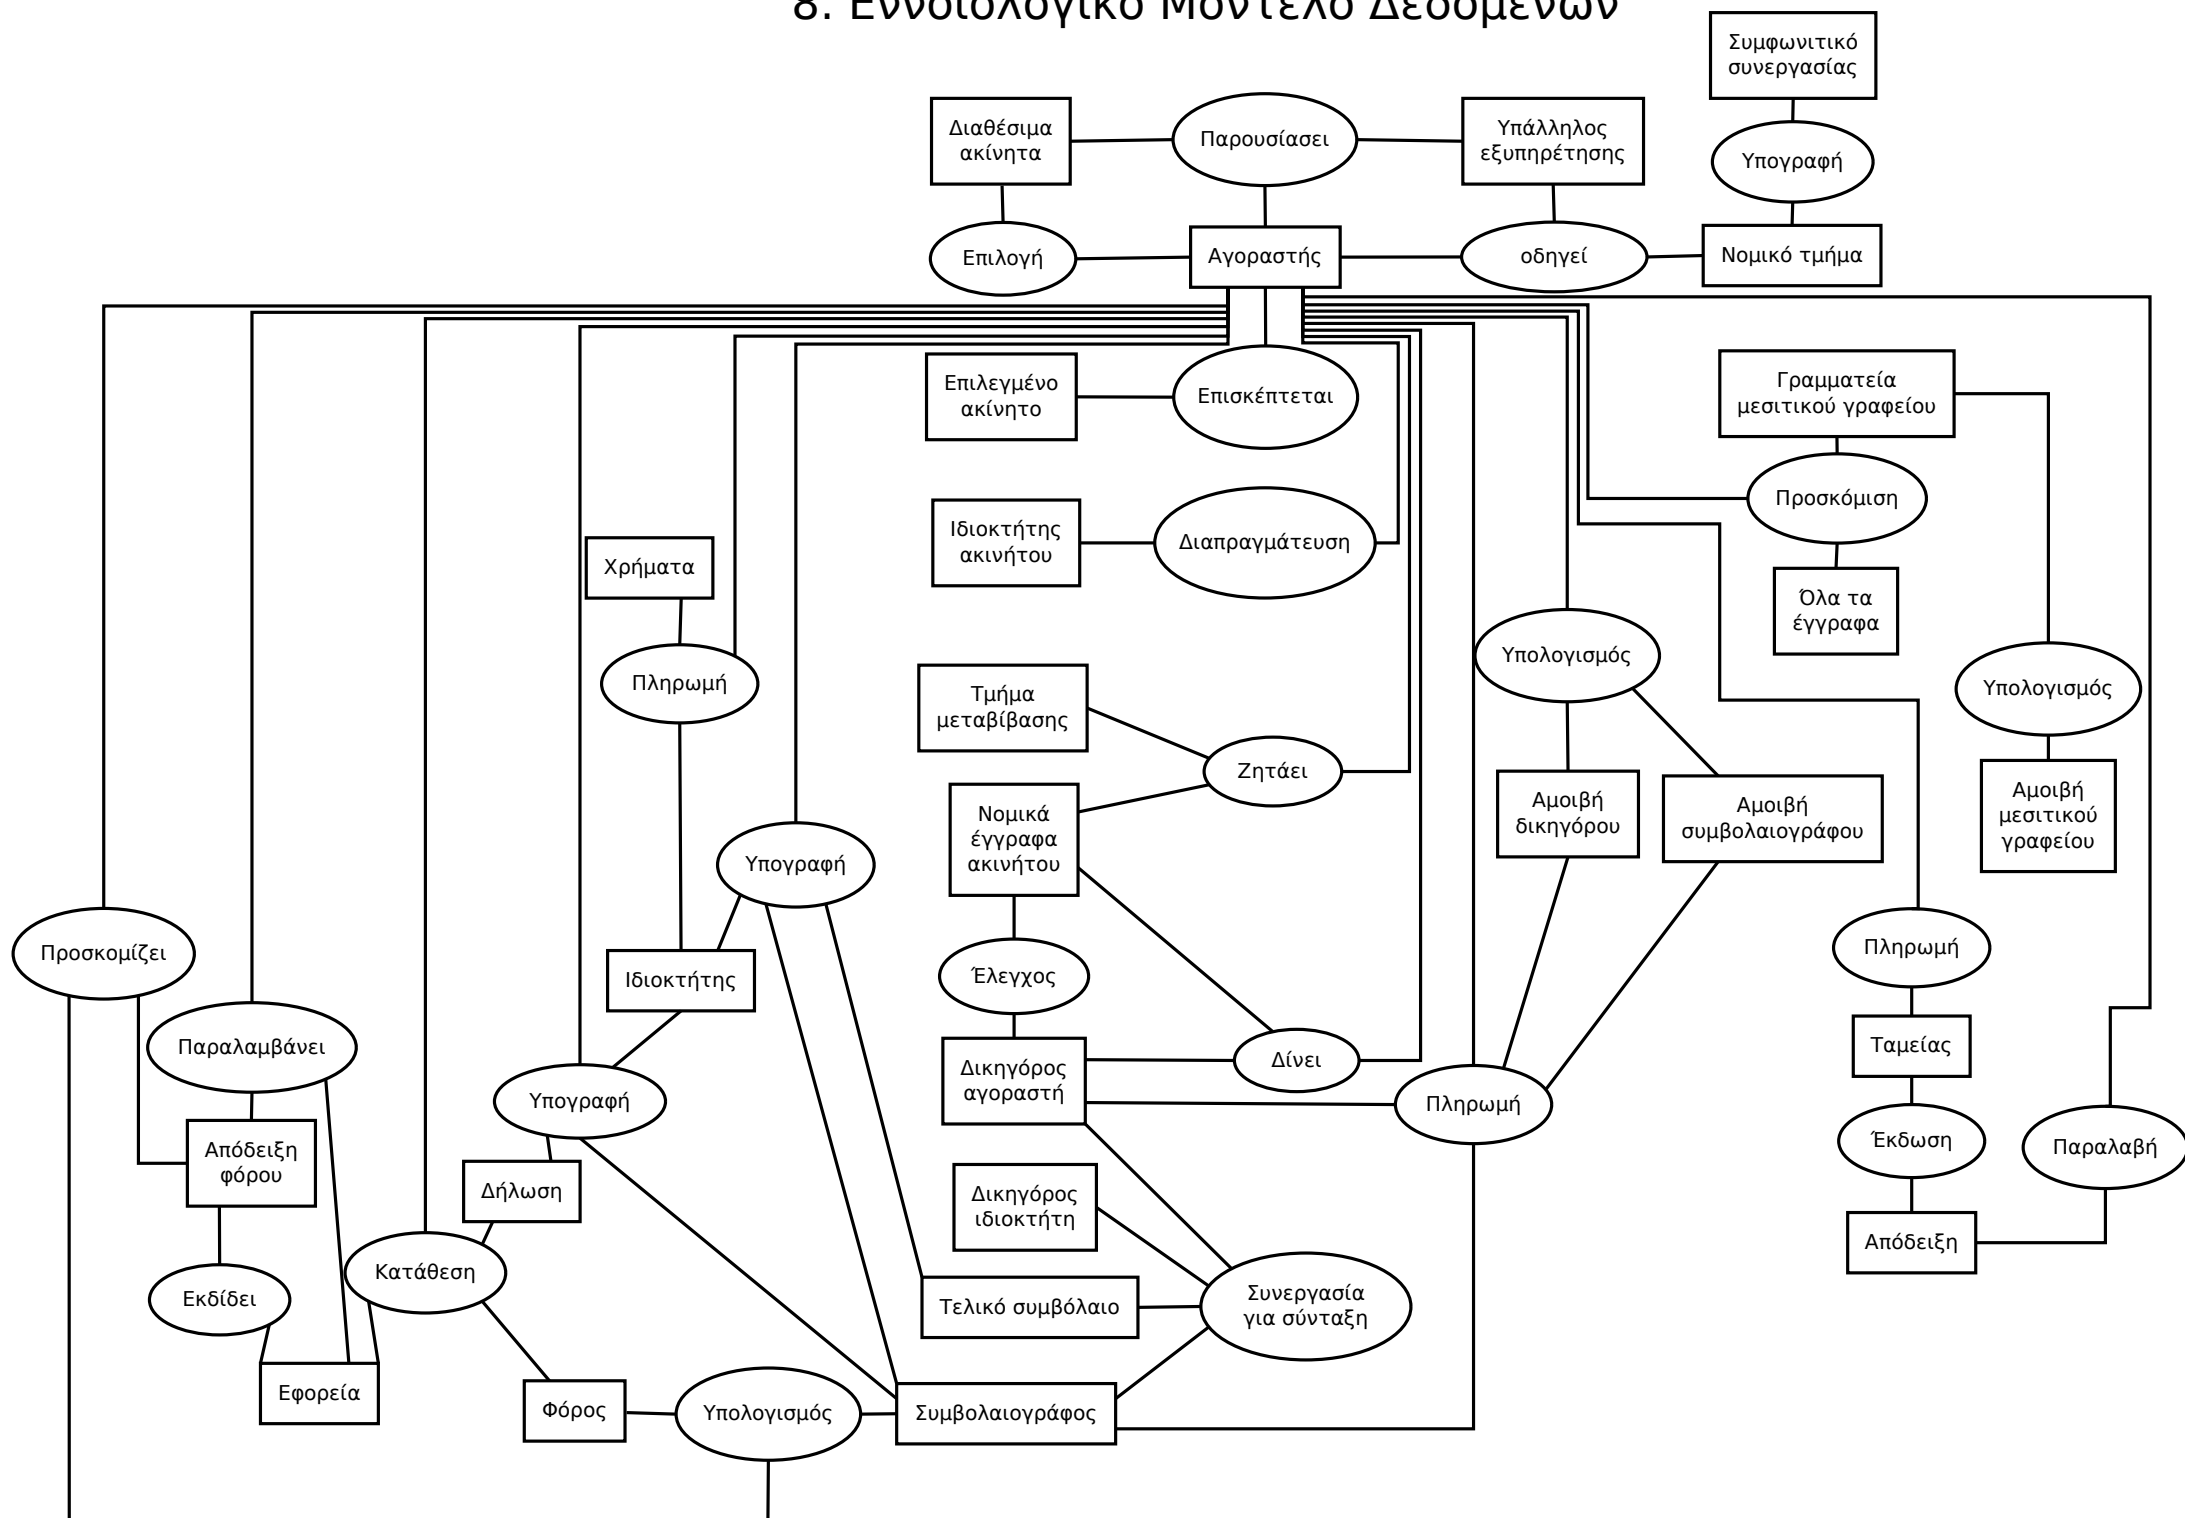 8. Εννοιολογικό Μοντέλο Δεδομένων
Συμφωνιτικό
συνεργασίας
Διαθέσιμα
ακίνητα
Παρουσίασει
Υπάλληλος
εξυπηρέτησης
Υπογραφή
Επιλογή
Αγοραστής
οδηγεί
Νομικό τμήμα
Επιλεγμένο
ακίνητο
Επισκέπτεται
Γραμματεία
μεσιτικού γραφείου
Προσκόμιση
Ιδιοκτήτης
ακινήτου
Διαπραγμάτευση
Χρήματα
Όλα τα
έγγραφα
Πληρωμή
Υπολογισμός
Υπολογισμός
Τμήμα
μεταβίβασης
Ζητάει
Νομικά
έγγραφα
ακινήτου
Αμοιβή
δικηγόρου
Αμοιβή
συμβολαιογράφου
Αμοιβή
μεσιτικού
γραφείου
Υπογραφή
Προσκομίζει
Ιδιοκτήτης
Έλεγχος
Πληρωμή
Παραλαμβάνει
Υπογραφή
Δικηγόρος
αγοραστή
Δίνει
Πληρωμή
Ταμείας
Έκδωση
Παραλαβή
Απόδειξη
φόρου
Δήλωση
Δικηγόρος
ιδιοκτήτη
Απόδειξη
Κατάθεση
Εκδίδει
Τελικό συμβόλαιο
Συνεργασία
για σύνταξη
Εφορεία
Φόρος
Υπολογισμός
Συμβολαιογράφος